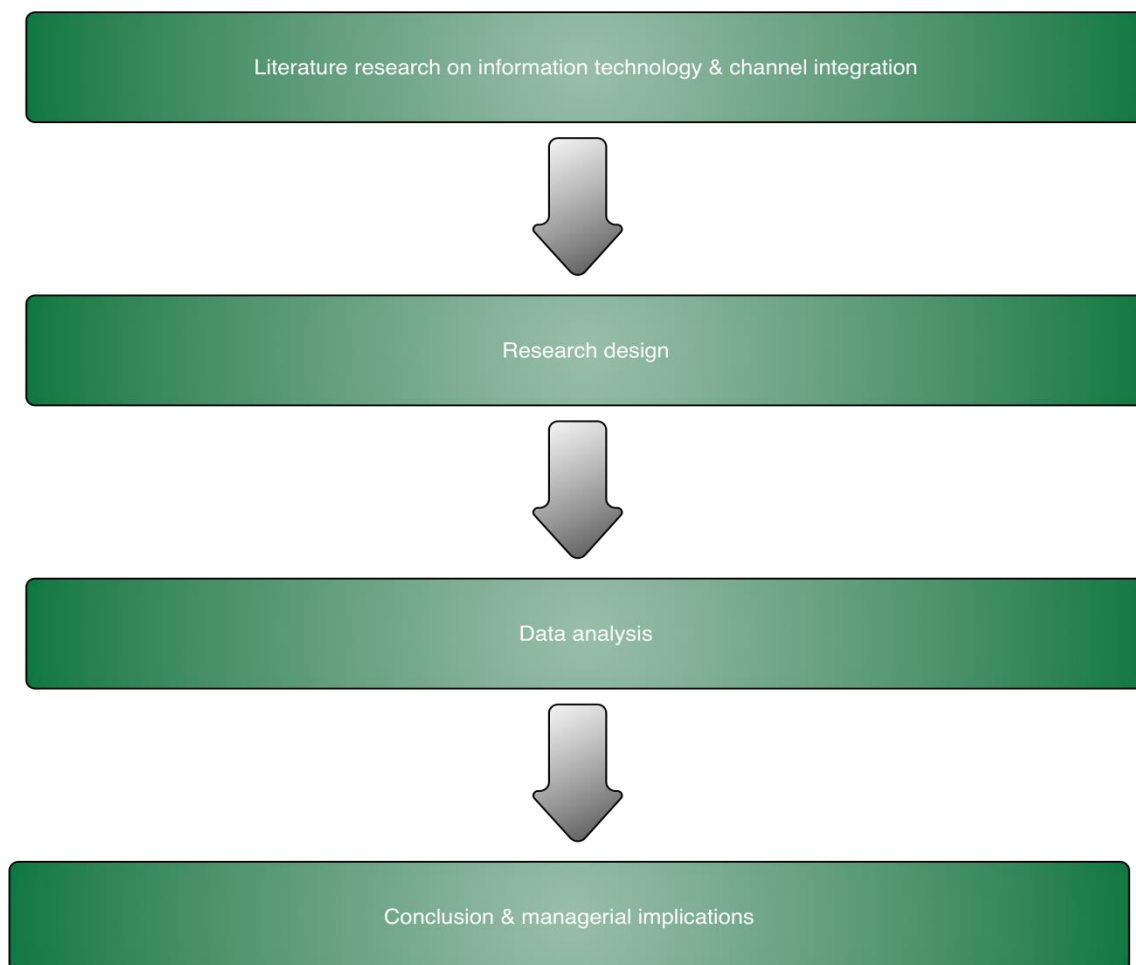 Literature research on information technology & channel integration
Research design
Data analysis
Conclusion & managerial implications